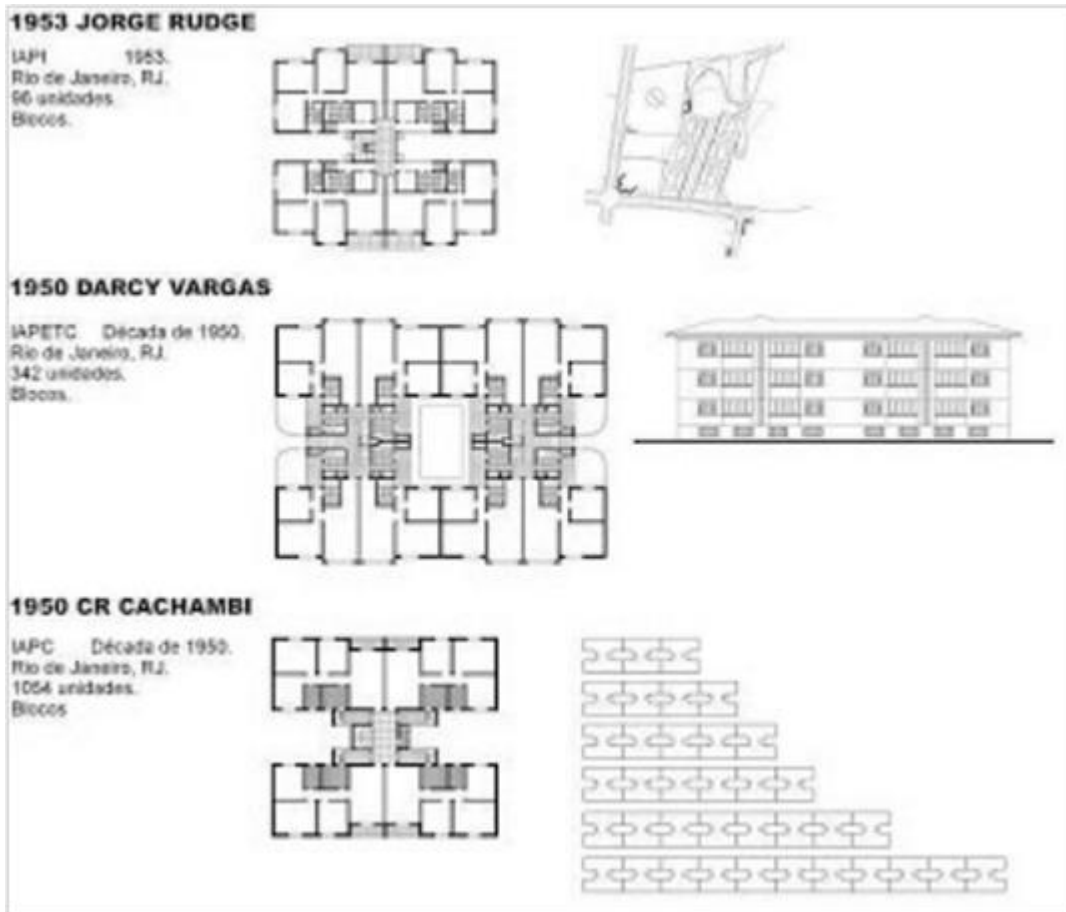 1953 JORGE RUDGE
IAPI 1953.
Rio de Janeiro, RJ.
96 unidades.
Blocos.
1950 DARCY VARGAS
IAPETC Década de 1950.
Rio de Janeiro, RJ.
342 unidades.
Blocos.
1950 CR CACHAMBI
IAPC Década de 1950.
Rio de Janeiro, RJ.
1054 unidades.
Blocos